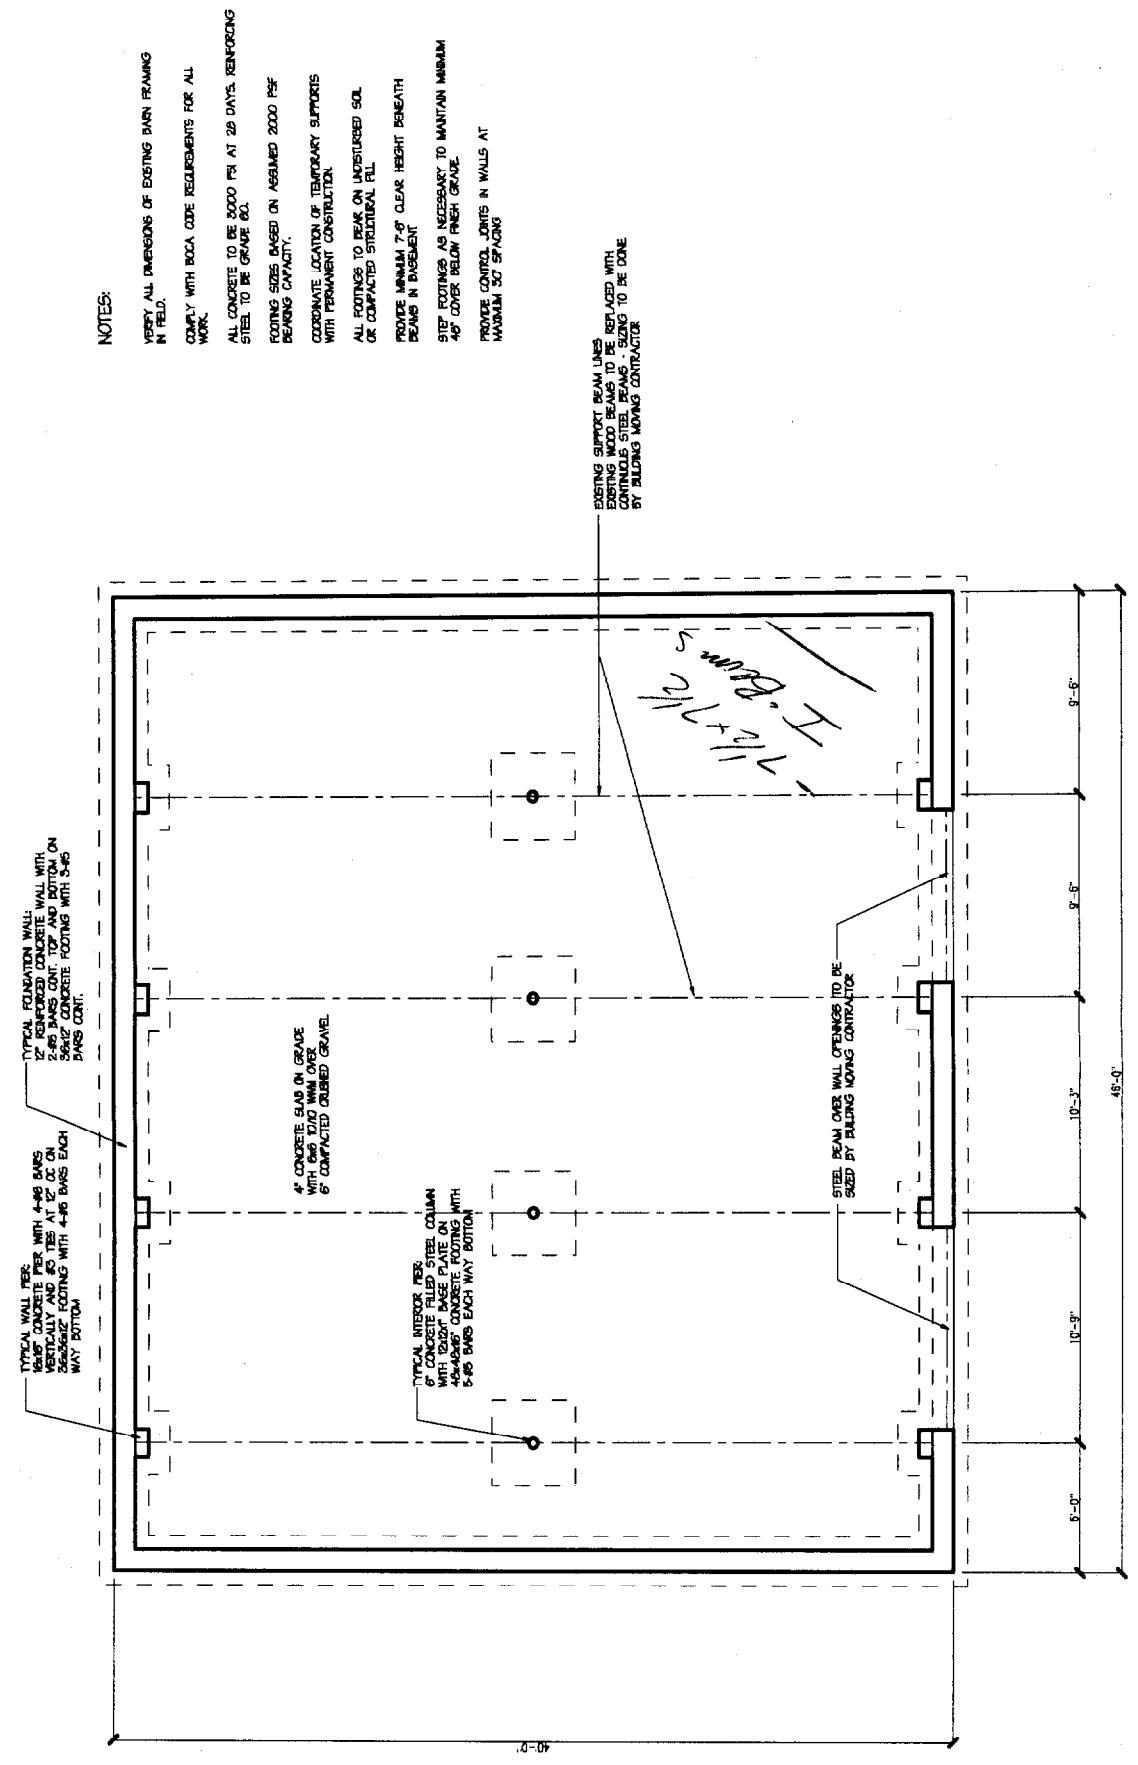 NOTES:
VERIFY ALL DIMENSIONS OF EXISTING BARN FRAMING
IN FIELD.
COMPLY WITH BOCA CODE REQUIREMENTS FOR ALL
WORK.
ALL CONCRETE TO BE 3000 PSI AT 28 DAYS. REINFORCING
STEEL TO BE GRADE 60.
FOOTING SIZES BASED ON ASSUMED 2000 PSF
BEARING CAPACITY.
COORDINATE LOCATION OF TEMPORARY SUPPORTS
WITH PERMANENT CONSTRUCTION.
ALL FOOTINGS TO BEAR ON UNDISTURBED SOIL
OR COMPACTED STRUCTURAL FILL.
PROVIDE MINIMUM 7'-6" CLEAR HEIGHT BENEATH
BEAMS IN BASEMENT.
STEP FOOTINGS AS NECESSARY TO MAINTAIN MINIMUM
COVER BELOW FINISH GRADE.
PROVIDE CONTROL JOINTS IN WALLS AT
MAXIMUM 30' SPACING
EXISTING SUPPORT BEAM LINES
EXISTING WOOD BEAMS TO BE REPLACED WITH
CONTINUOUS STEEL BEAMS - SIZING TO BE DONE
BY BUILDING MOVING CONTRACTOR
TYPICAL FOUNDATION WALL:
12" REINFORCED CONCRETE WALL WITH
2-#5 BARS CONT. TOP AND BOTTOM ON
36x12" CONCRETE FOOTING WITH 3-#5
BARS CONT.
TYPICAL WALL PIER:
16x16" CONCRETE PIER WITH 4-#6 BARS
VERTICALLY AND #3 TIES AT 12" OC ON
36x36x12" FOOTING WITH 4-#5 BARS EACH
WAY BOTTOM
4" CONCRETE SLAB ON GRADE
WITH 6x6 10/10 WWM OVER
6" COMPACTED CRUSHED GRAVEL
TYPICAL INTERIOR PIER:
6" CONCRETE FILLED STEEL COLUMN
WITH 12x12x1" BASE PLATE ON
48x48x16" CONCRETE FOOTING WITH
5-#5 BARS EACH WAY BOTTOM
STEEL BEAM OVER WALL OPENINGS TO BE
SIZED BY BUILDING MOVING CONTRACTOR
7 1/2 + 7 1/2
I-Beam's
9'-6"
9'-6"
10'-3"
10'-9"
6'-0"
46'-0"
40'-0"